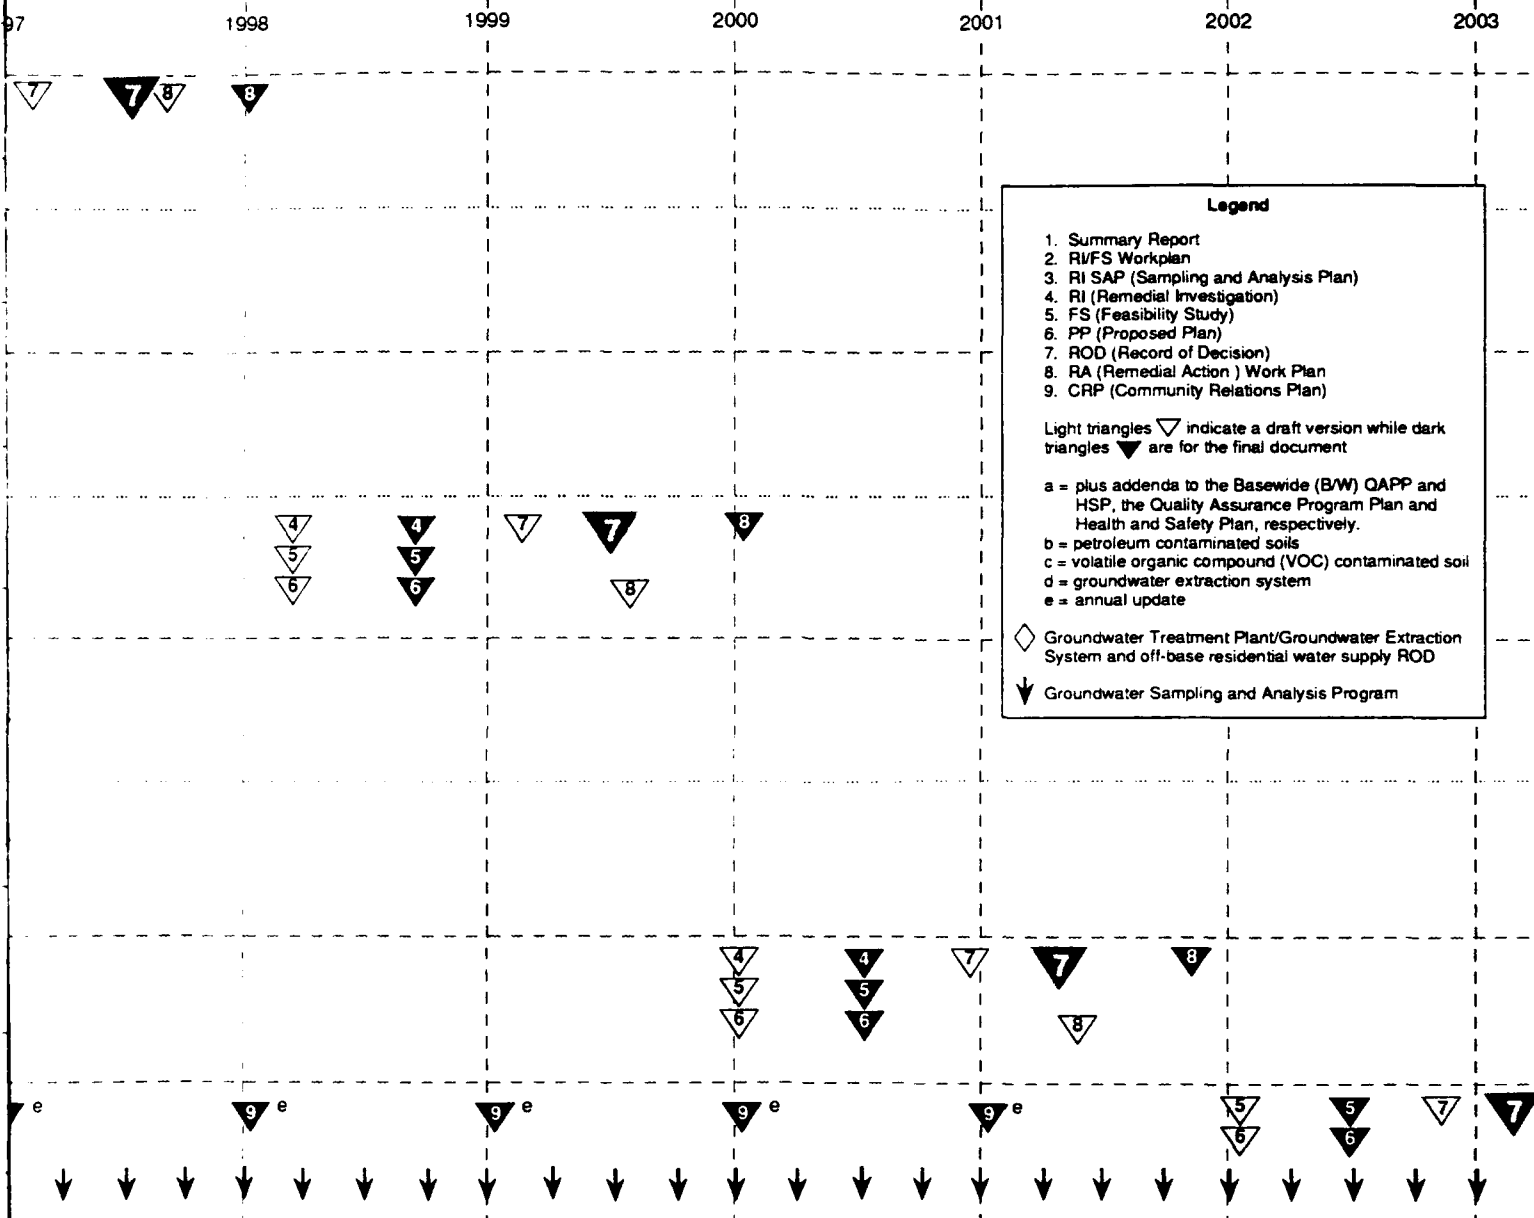 97 1998 1999 2000 2001 2002 2003
7 7 8 8
Legend
1. Summary Report
2. RI/FS Workplan
3. RI SAP (Sampling and Analysis Plan)
4. RI (Remedial Investigation)
5. FS (Feasibility Study)
6. PP (Proposed Plan)
7. ROD (Record of Decision)
8. RA (Remedial Action ) Work Plan
9. CRP (Community Relations Plan)
Light triangles indicate a draft version while dark
triangles are for the final document
a = plus addenda to the Basewide (B/W) QAPP and
HSP, the Quality Assurance Program Plan and
Health and Safety Plan, respectively.
b = petroleum contaminated soils
c = volatile organic compound (VOC) contaminated soil
d = groundwater extraction system
e = annual update
Groundwater Treatment Plant/Groundwater Extraction
System and off-base residential water supply ROD
Groundwater Sampling and Analysis Program
4 4 7 7 8
5 5
6 6 8
4 4 7 7 8
5 5
6 6 8
e 9 e 9 e 9 e 9 e 5 5 7 7
6 6